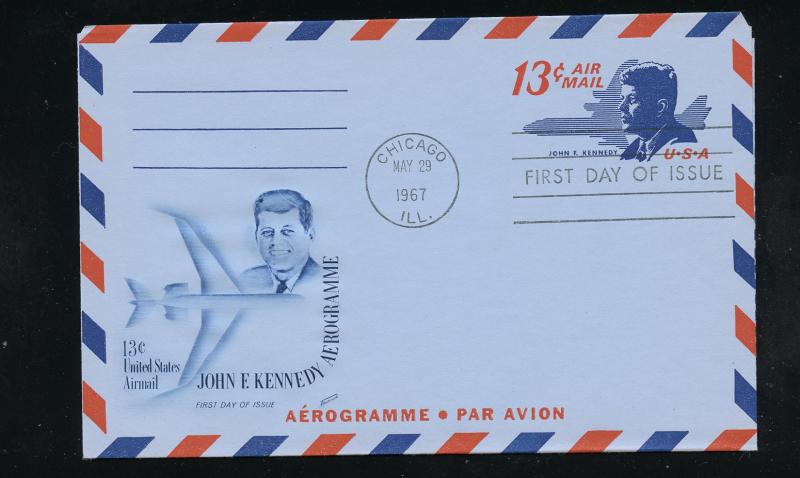 13¢ AIR MAIL
JOHN F. KENNEDY
U·S·A
FIRST DAY OF ISSUE
CHICAGO
MAY 29
1967
ILL.
13¢
United States
Airmail
JOHN F. KENNEDY AEROGRAMME
FIRST DAY OF ISSUE
AÉROGRAMME • PAR AVION